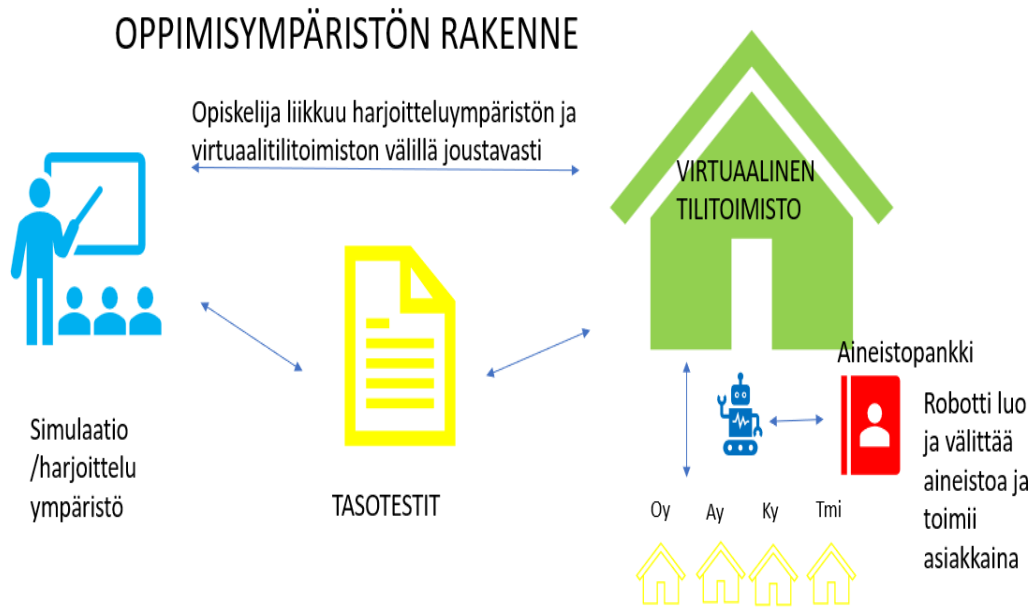 OPPIMISYMPÄRISTÖN RAKENNE
Opiskelija liikkuu harjoitteluympäristön ja
virtuaalitilitoimiston välillä joustavasti
VIRTUAALINEN
TILITOIMISTO
Simulaatio
/harjoittelu
ympäristö
TASOTESTIT
Aineistopankki
Robotti luo
ja välittää
aineistoa ja
toimii
asiakkaina
Oy Ay Ky Tmi